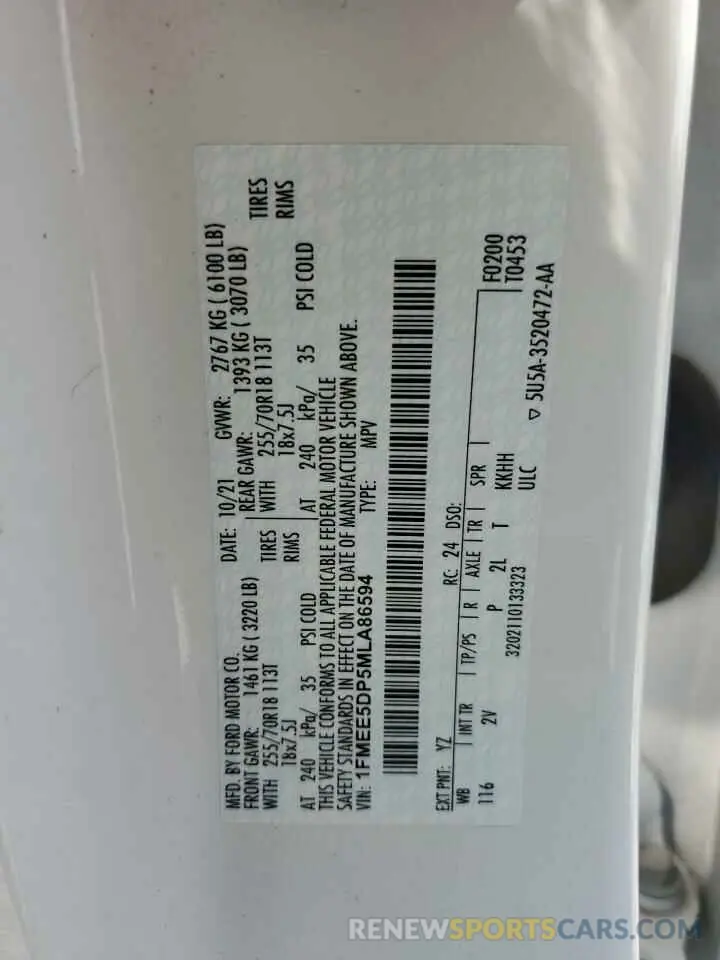 MFD. BY FORD MOTOR CO.
DATE: 10/21 GVWR: 2767 KG ( 6100 LB)
FRONT GAWR: 1461 KG ( 3220 LB) REAR GAWR: 1393 KG ( 3070 LB)
WITH 255/70R18 113T TIRES WITH 255/70R18 113T TIRES
18x7.5J RIMS 18x7.5J RIMS
AT 240 kPa/ 35 PSI COLD AT 240 kPa/ 35 PSI COLD
THIS VEHICLE CONFORMS TO ALL APPLICABLE FEDERAL MOTOR VEHICLE
SAFETY STANDARDS IN EFFECT ON THE DATE OF MANUFACTURE SHOWN ABOVE.
VIN: 1FMEE5DP5MLA86594 TYPE: MPV
EXT PNT: YZ RC: 24 DSO:
WB INT TR TP/PS R AXLE TR SPR F0200
116 2V P 2L T KKHH T0453
3202110133323 ULC
▽ 5U5A-3520472-AA
RENEWSPORTSCARS.COM